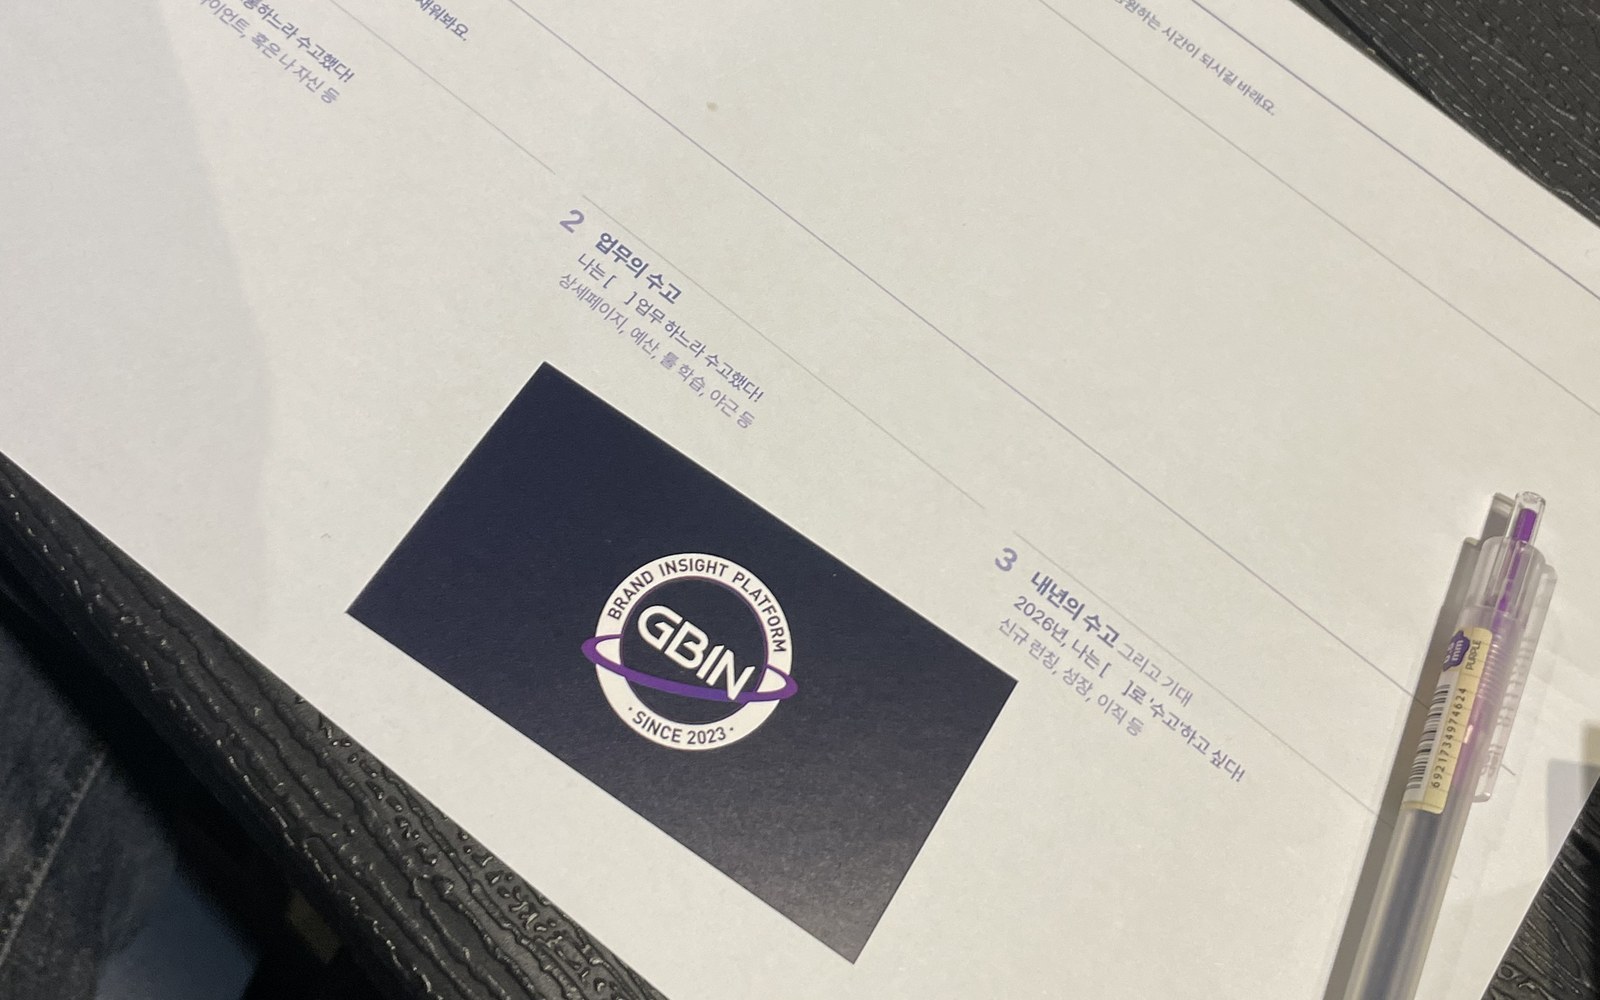 하느라 수고했다!
혹은 나 자신 등
채워봐요.
하는 시간이 되시길 바래요.
2 업무의 수고
나는 [ ] 업무 하느라 수고했다!
상세페이지, 예산, 툴 학습, 야근 등
3 내년의 수고 그리고 기대
2026년, 나는 [ ]로 '수고'하고 싶다!
신규 런칭, 성장, 이직 등
BRAND INSIGHT PLATFORM
GBIN
· SINCE 2023 ·
mm
PURPLE
6921734974624